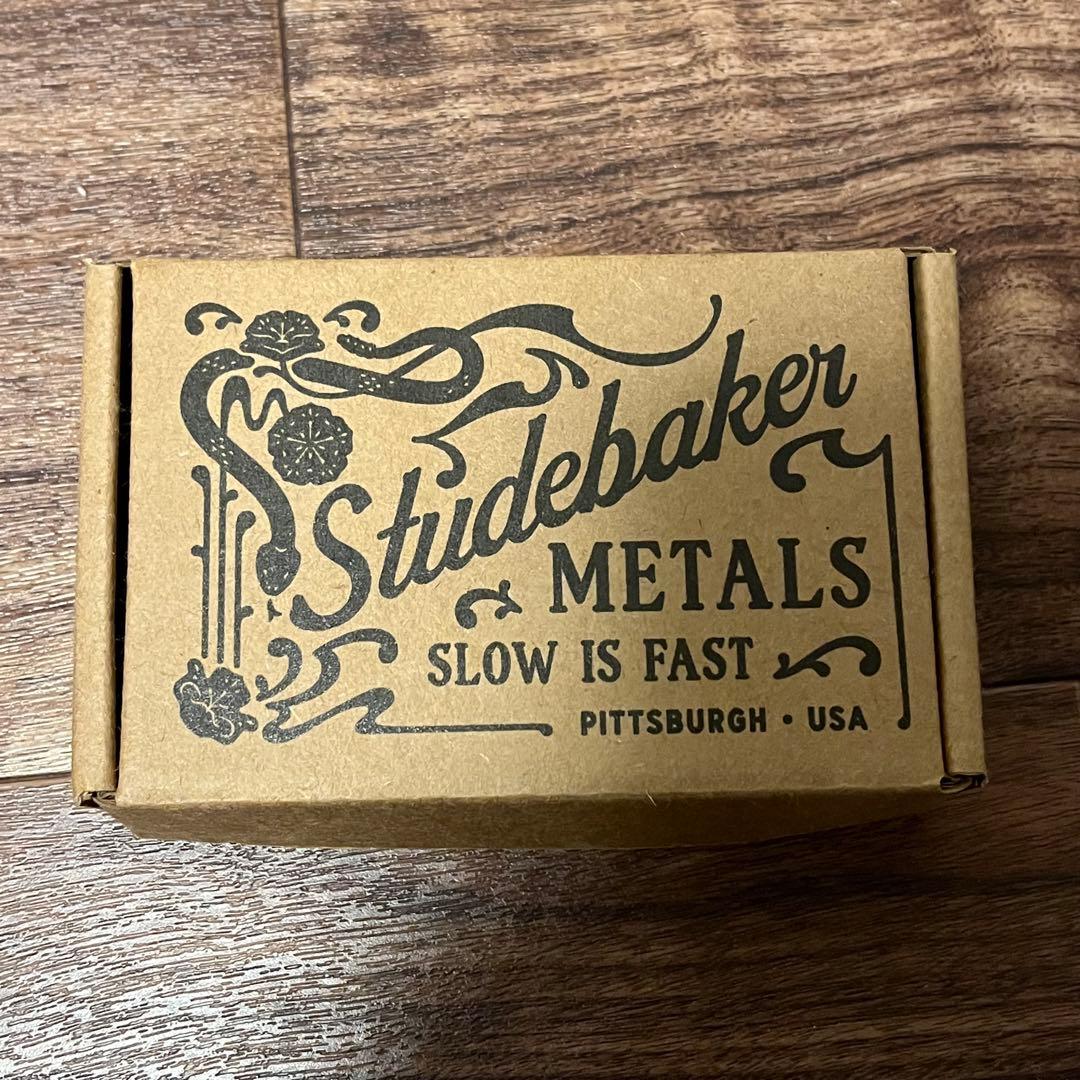 Studebaker
METALS
SLOW IS FAST
PITTSBURGH • USA